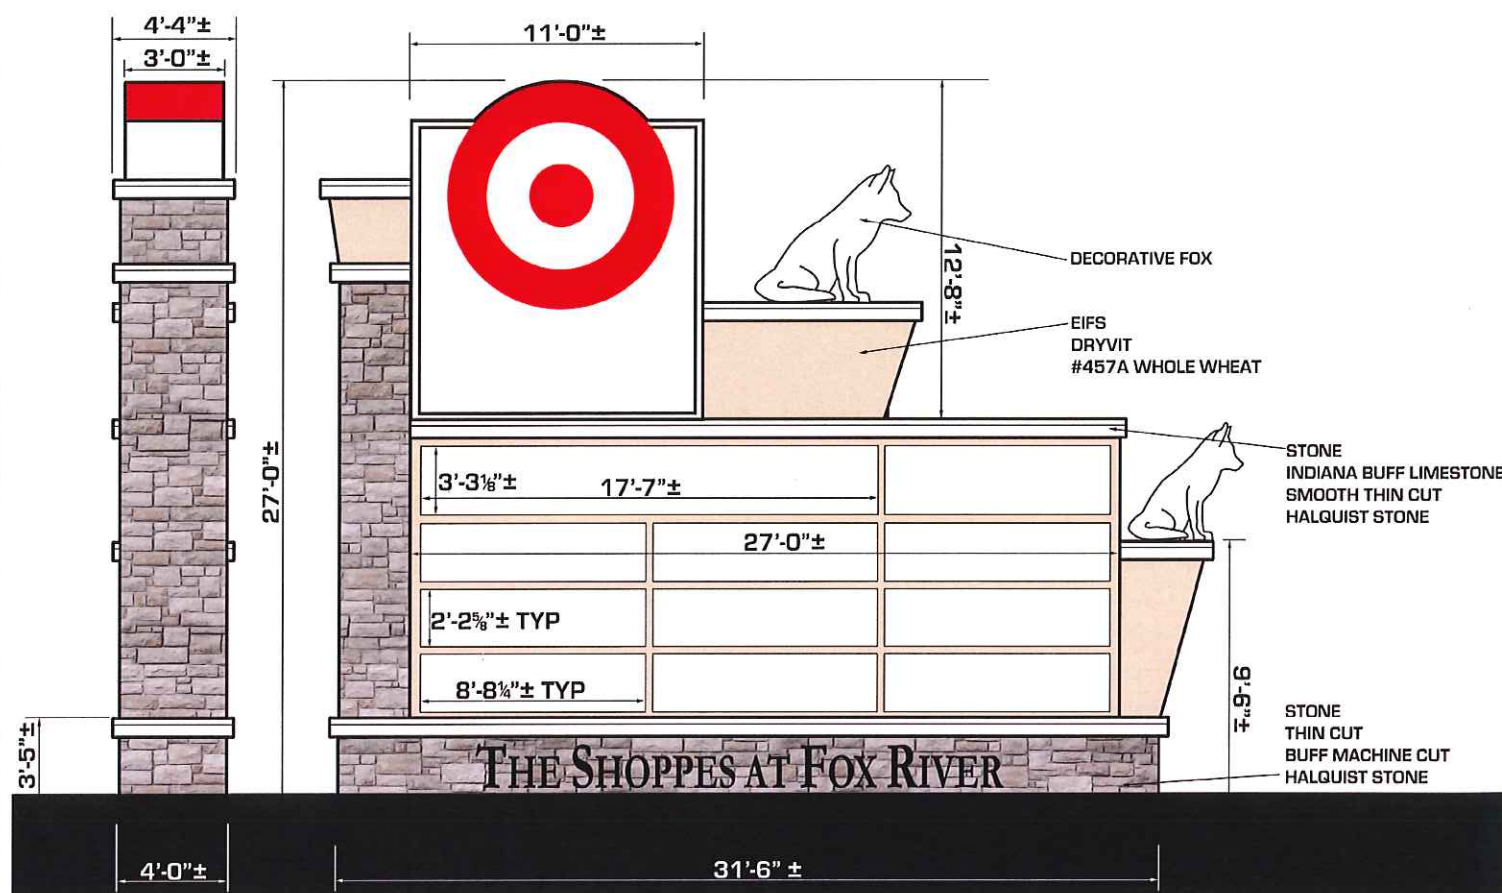 4'-4"±
3'-0"±
11'-0"±
12'-8"±
DECORATIVE FOX
EIFS
DRYVIT
#457A WHOLE WHEAT
27'-0"±
STONE
INDIANA BUFF LIMESTONE
SMOOTH THIN CUT
HALQUIST STONE
3'-3⅛"±
17'-7"±
27'-0"±
2'-2⅝"± TYP
8'-8¼"± TYP
9'-6"±
STONE
THIN CUT
BUFF MACHINE CUT
HALQUIST STONE
3'-5"±
THE SHOPPES AT FOX RIVER
4'-0"±
31'-6" ±